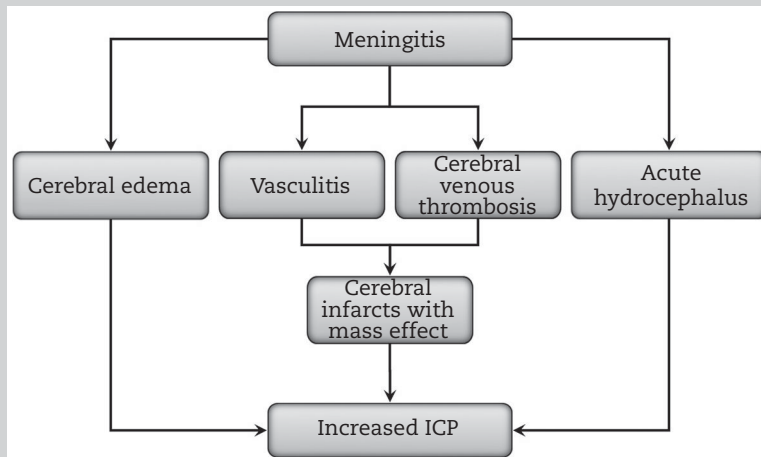 Meningitis
Cerebral edema
Vasculitis
Cerebral
venous
thrombosis
Acute
hydrocephalus
Cerebral
infarcts with
mass effect
Increased ICP